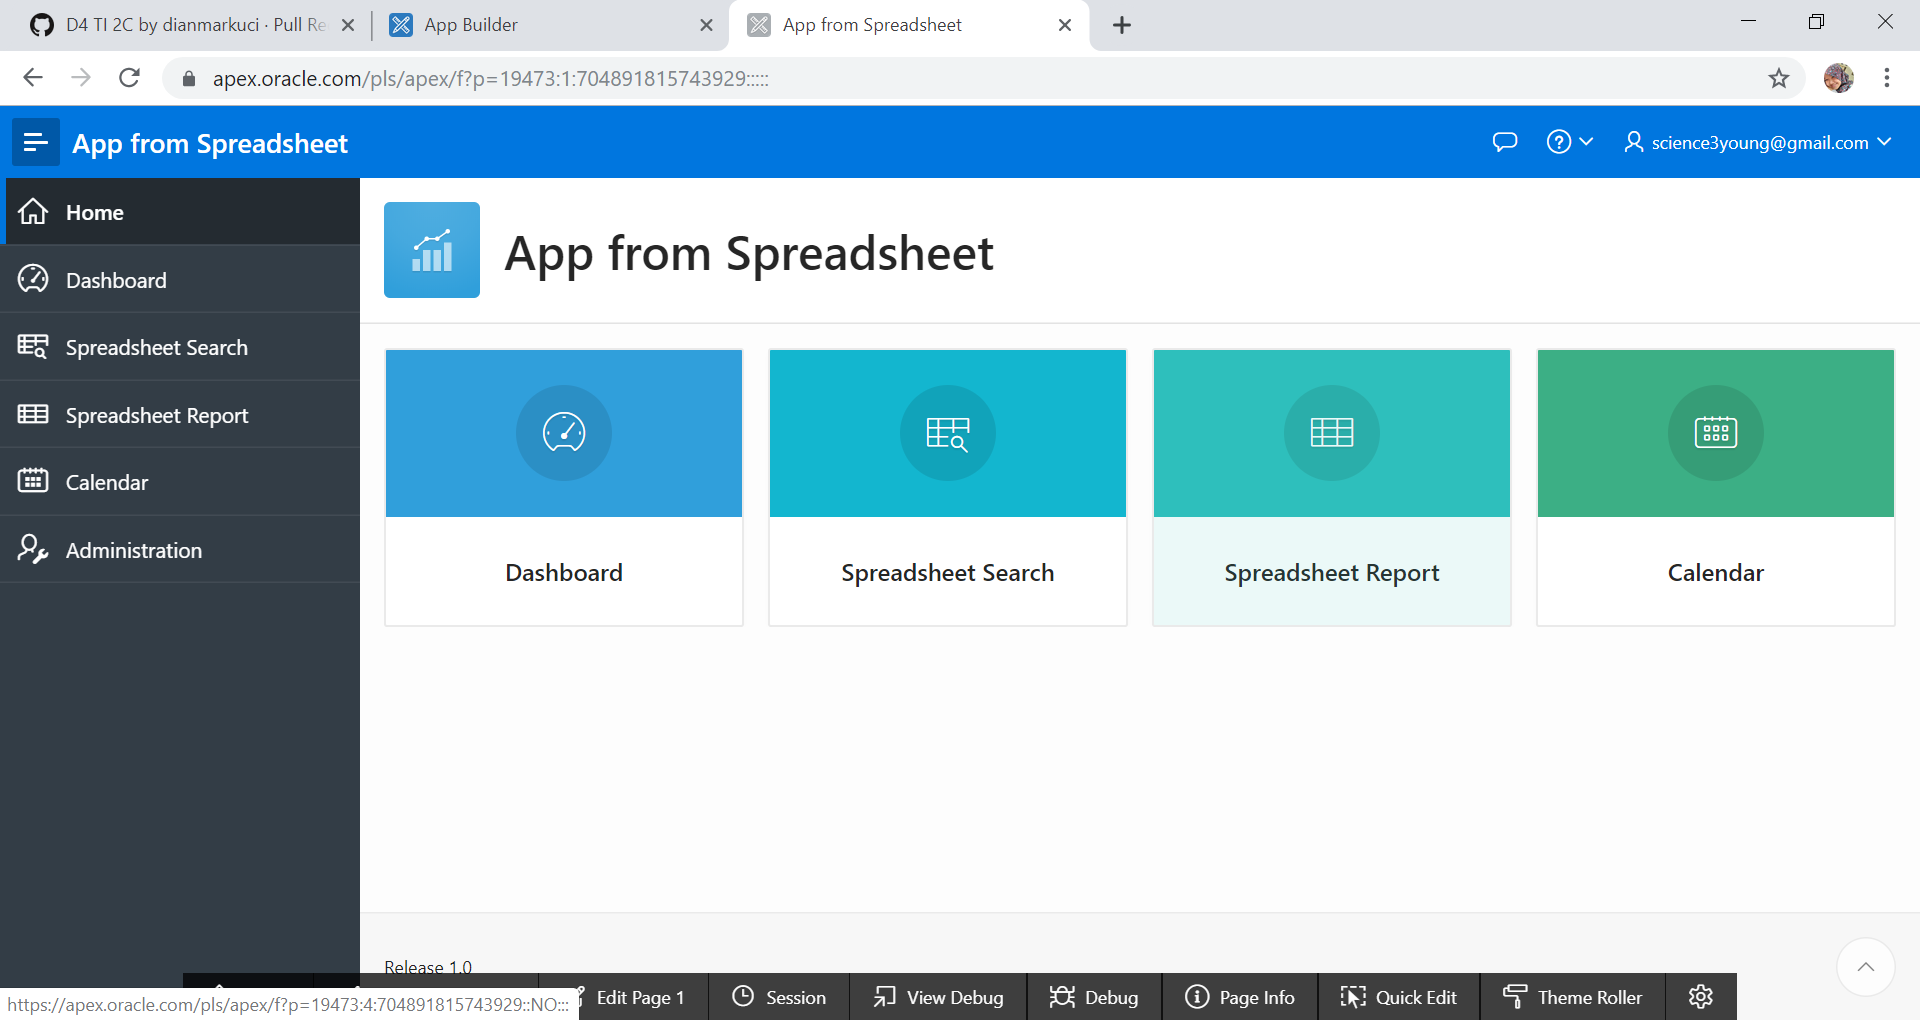 D4 TI 2C by dianmarkuci · Pull Re
App Builder
App from Spreadsheet
apex.oracle.com/pls/apex/f?p=19473:1:704891815743929:::::
App from Spreadsheet
science3young@gmail.com
Home
Dashboard
Spreadsheet Search
Spreadsheet Report
Calendar
Administration
App from Spreadsheet
Dashboard
Spreadsheet Search
Spreadsheet Report
Calendar
Release 1.0
https://apex.oracle.com/pls/apex/f?p=19473:4:704891815743929::NO:::
Edit Page 1
Session
View Debug
Debug
Page Info
Quick Edit
Theme Roller